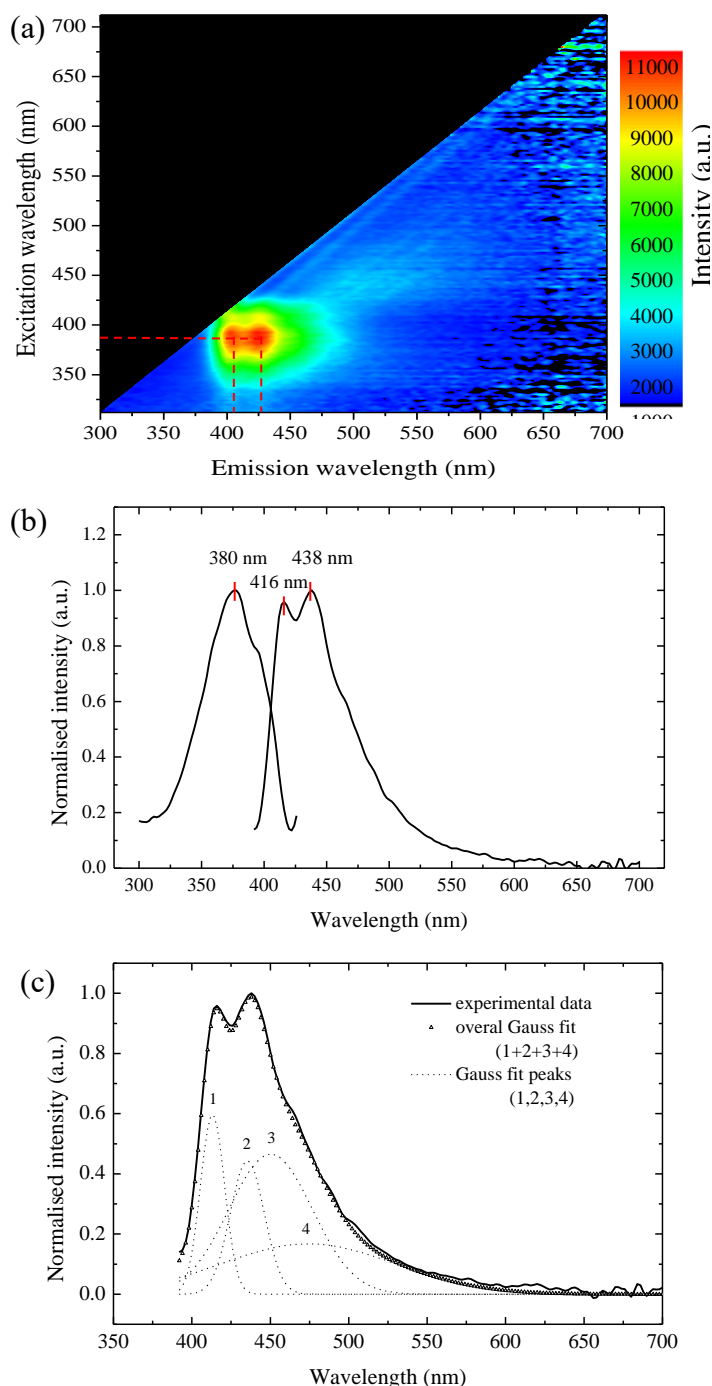 (a)
700
650
600
550
500
450
400
350
Excitation wavelength (nm)
300 350 400 450 500 550 600 650 700
Emission wavelength (nm)
11000
10000
9000
8000
7000
6000
5000
4000
3000
2000
Intensity (a.u.)
(b)
1.2
1.0
0.8
0.6
0.4
0.2
0.0
Normalised intensity (a.u.)
380 nm
438 nm
416 nm
300 350 400 450 500 550 600 650 700
Wavelength (nm)
(c)
1.0
0.8
0.6
0.4
0.2
0.0
Normalised intensity (a.u.)
experimental data
overal Gauss fit
(1+2+3+4)
Gauss fit peaks
(1,2,3,4)
1
2
3
4
350 400 450 500 550 600 650 700
Wavelength (nm)